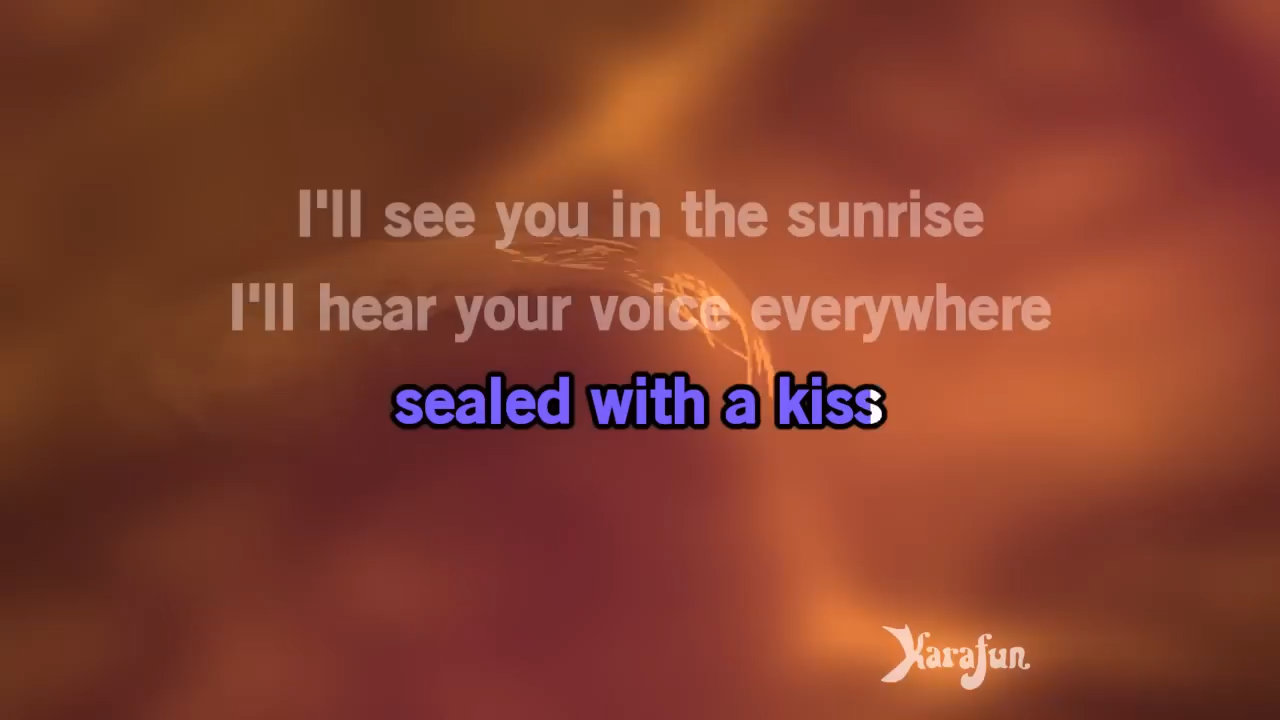 I'll see you in the sunrise
I'll hear your voice everywhere
sealed with a kiss
Karafun